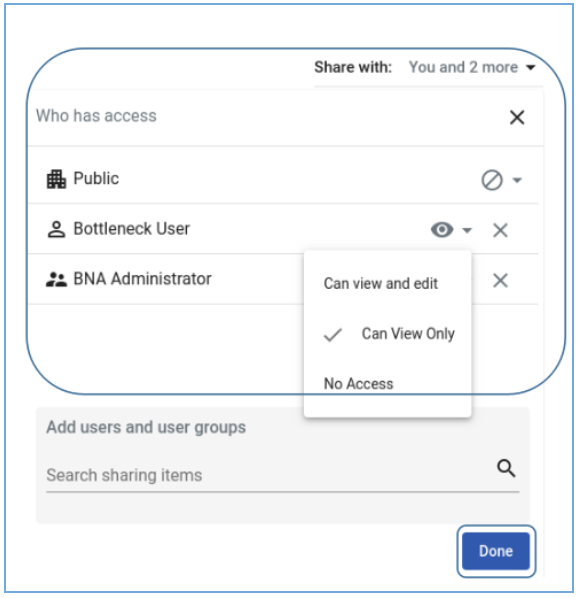 Share with: You and 2 more
Who has access
Public
Bottleneck User
BNA Administrator
Can view and edit
Can View Only
No Access
Add users and user groups
Search sharing items
Done